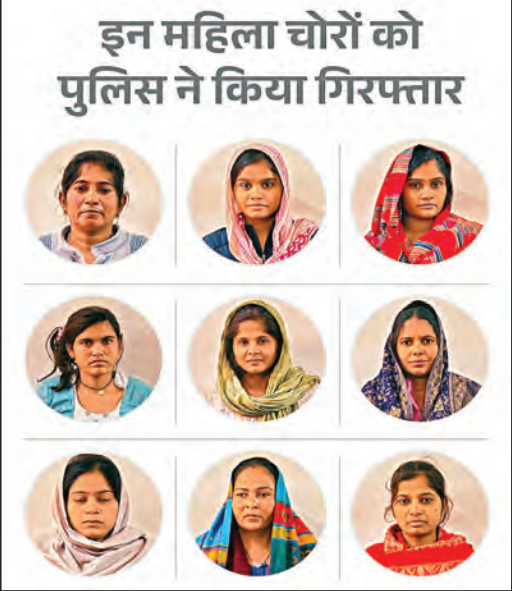 इन महिला चोरों को
पुलिस ने किया गिरफ्तार